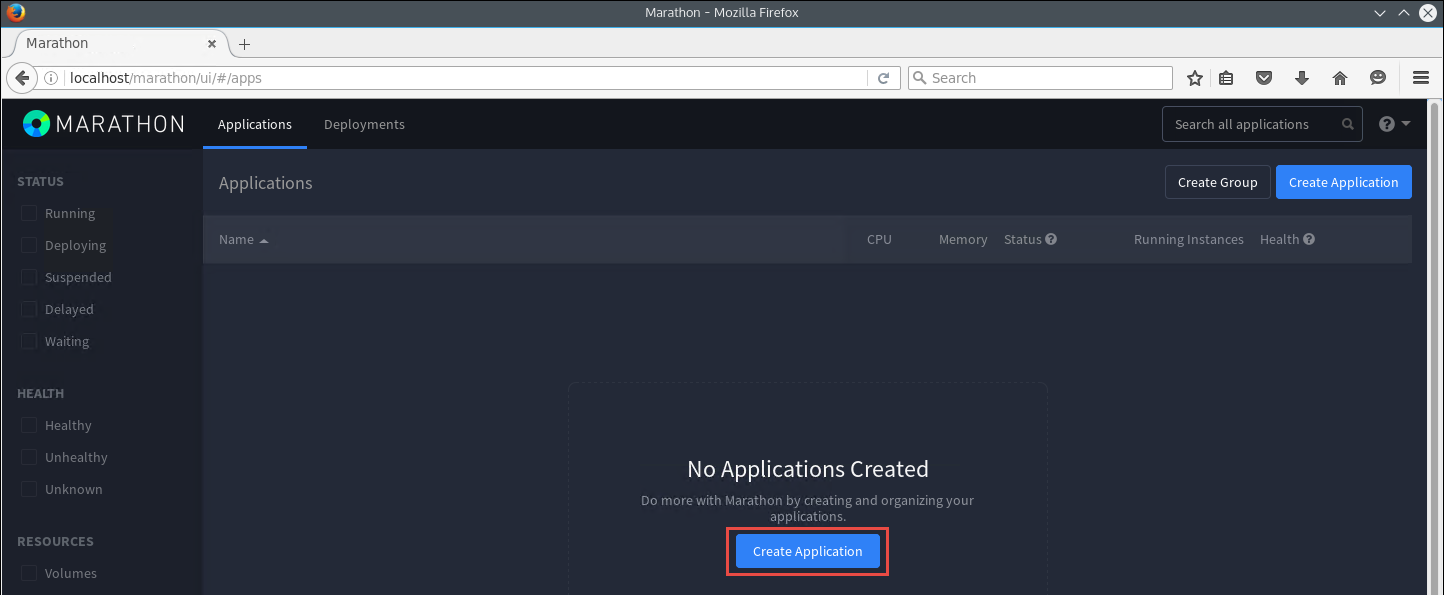 Marathon - Mozilla Firefox
Marathon
localhost/marathon/ui/#/apps
Search
MARATHON
Applications
Deployments
Search all applications
STATUS
Running
Deploying
Suspended
Delayed
Waiting
HEALTH
Healthy
Unhealthy
Unknown
RESOURCES
Volumes
Applications
Create Group
Create Application
Name CPU Memory Status Running Instances Health
No Applications Created
Do more with Marathon by creating and organizing your
applications.
Create Application